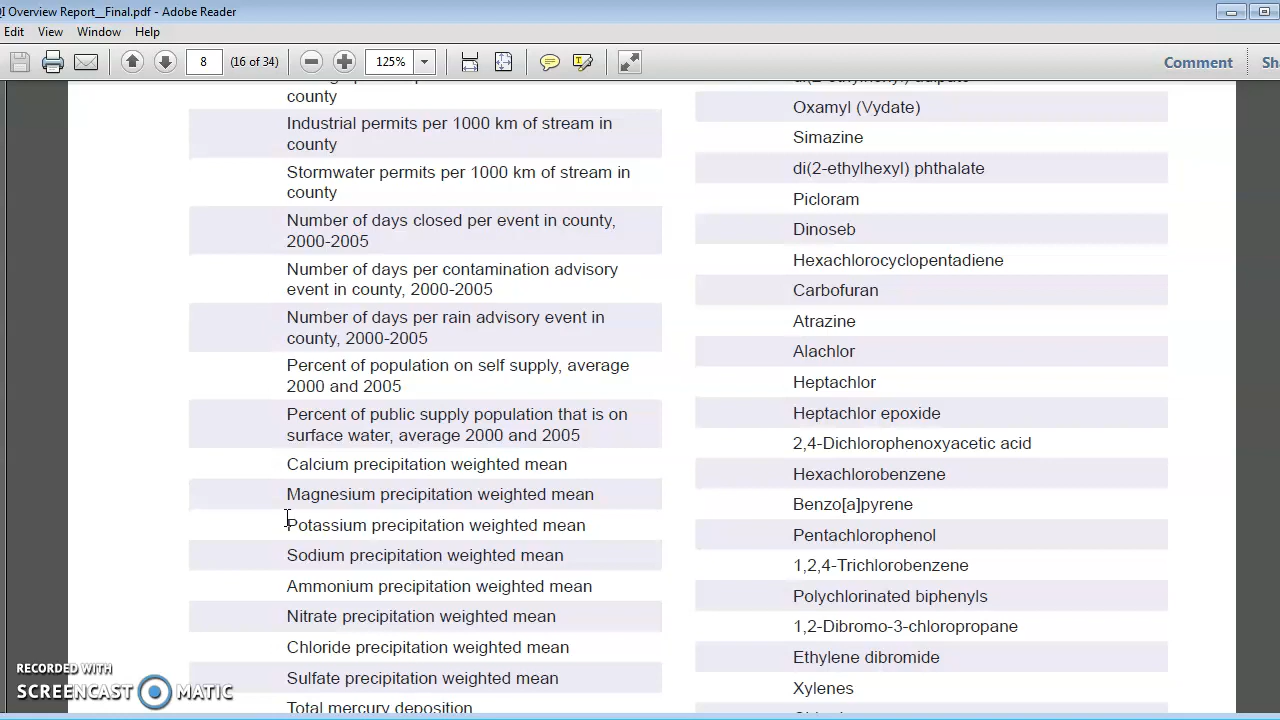 QI Overview Report__Final.pdf - Adobe Reader
Edit View Window Help
8 (16 of 34) 125% Comment
county
Industrial permits per 1000 km of stream in
county
Stormwater permits per 1000 km of stream in
county
Number of days closed per event in county,
2000-2005
Number of days per contamination advisory
event in county, 2000-2005
Number of days per rain advisory event in
county, 2000-2005
Percent of population on self supply, average
2000 and 2005
Percent of public supply population that is on
surface water, average 2000 and 2005
Calcium precipitation weighted mean
Magnesium precipitation weighted mean
Potassium precipitation weighted mean
Sodium precipitation weighted mean
Ammonium precipitation weighted mean
Nitrate precipitation weighted mean
Chloride precipitation weighted mean
Sulfate precipitation weighted mean
Total mercury deposition
Oxamyl (Vydate)
Simazine
di(2-ethylhexyl) phthalate
Picloram
Dinoseb
Hexachlorocyclopentadiene
Carbofuran
Atrazine
Alachlor
Heptachlor
Heptachlor epoxide
2,4-Dichlorophenoxyacetic acid
Hexachlorobenzene
Benzo[a]pyrene
Pentachlorophenol
1,2,4-Trichlorobenzene
Polychlorinated biphenyls
1,2-Dibromo-3-chloropropane
Ethylene dibromide
Xylenes
RECORDED WITH
SCREENCAST MATIC